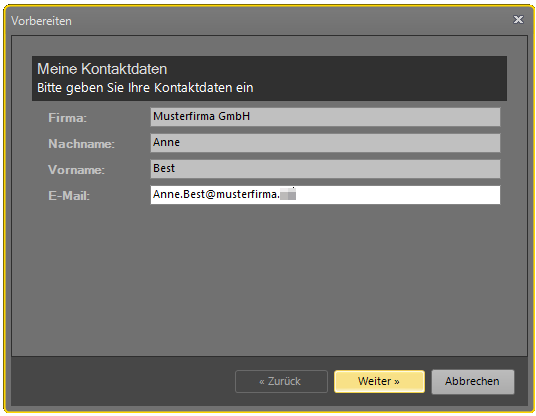 Vorbereiten
Meine Kontaktdaten
Bitte geben Sie Ihre Kontaktdaten ein
Firma: Musterfirma GmbH
Nachname: Anne
Vorname: Best
E-Mail: Anne.Best@musterfirma.
« Zurück Weiter » Abbrechen